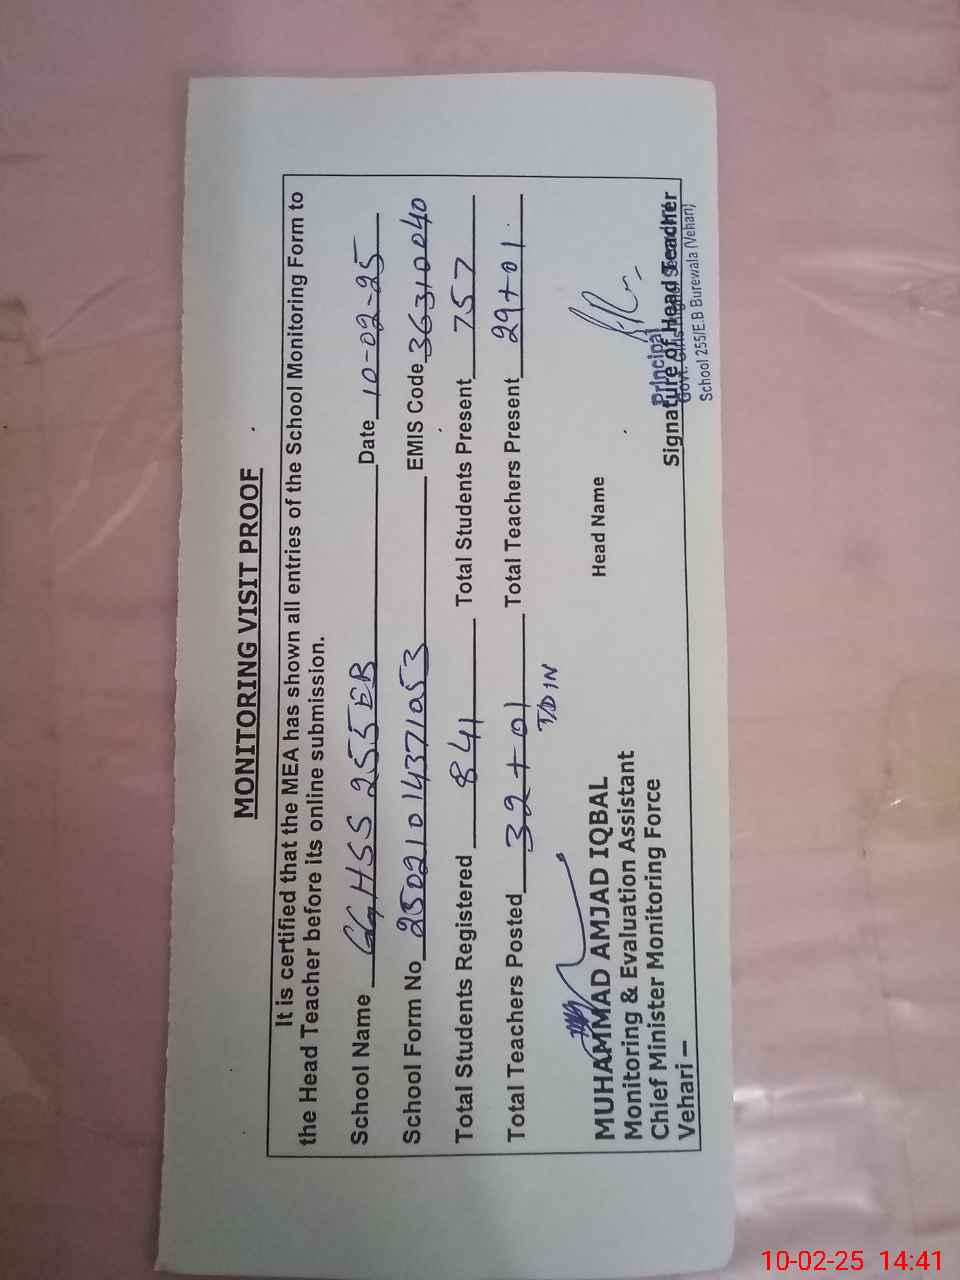 MONITORING VISIT PROOF
It is certified that the MEA has shown all entries of the School Monitoring Form to
the Head Teacher before its online submission.
School Name GGHSS 255EB Date 10-02-25
School Form No 25021014371053 EMIS Code 36310040
Total Students Registered 841 Total Students Present 757
Total Teachers Posted 32+01 Total Teachers Present 29+01
T/D IN
MUHAMMAD AMJAD IQBAL Head Name
Monitoring & Evaluation Assistant
Chief Minister Monitoring Force
Vehari –
Principal
Signature of Head Teacher
Govt. Girls Higher
School 255/E.B Burewala (Vehari)
10-02-25 14:41